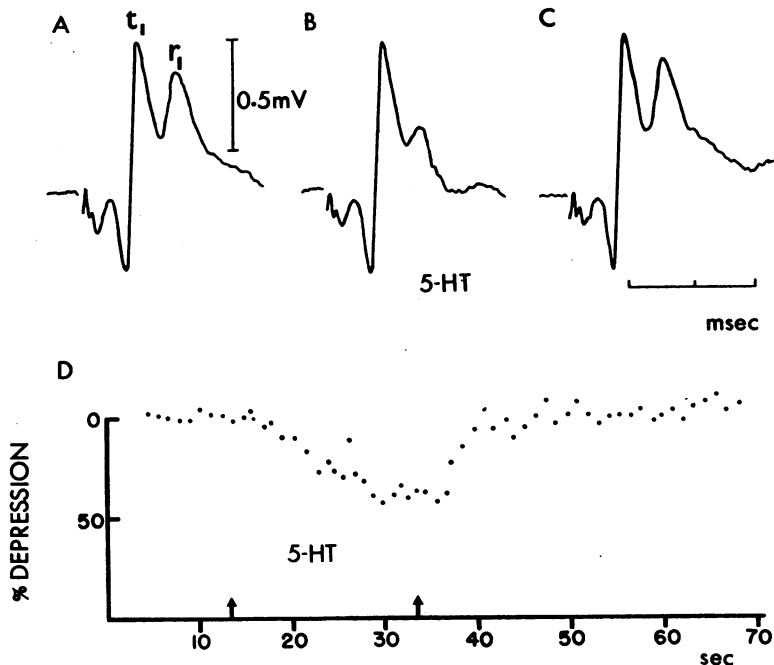 A
t₁
r₁
0.5mV
B
5-HT
C
msec
D
0
50
% DEPRESSION
5-HT
10 20 30 40 50 60 70
sec